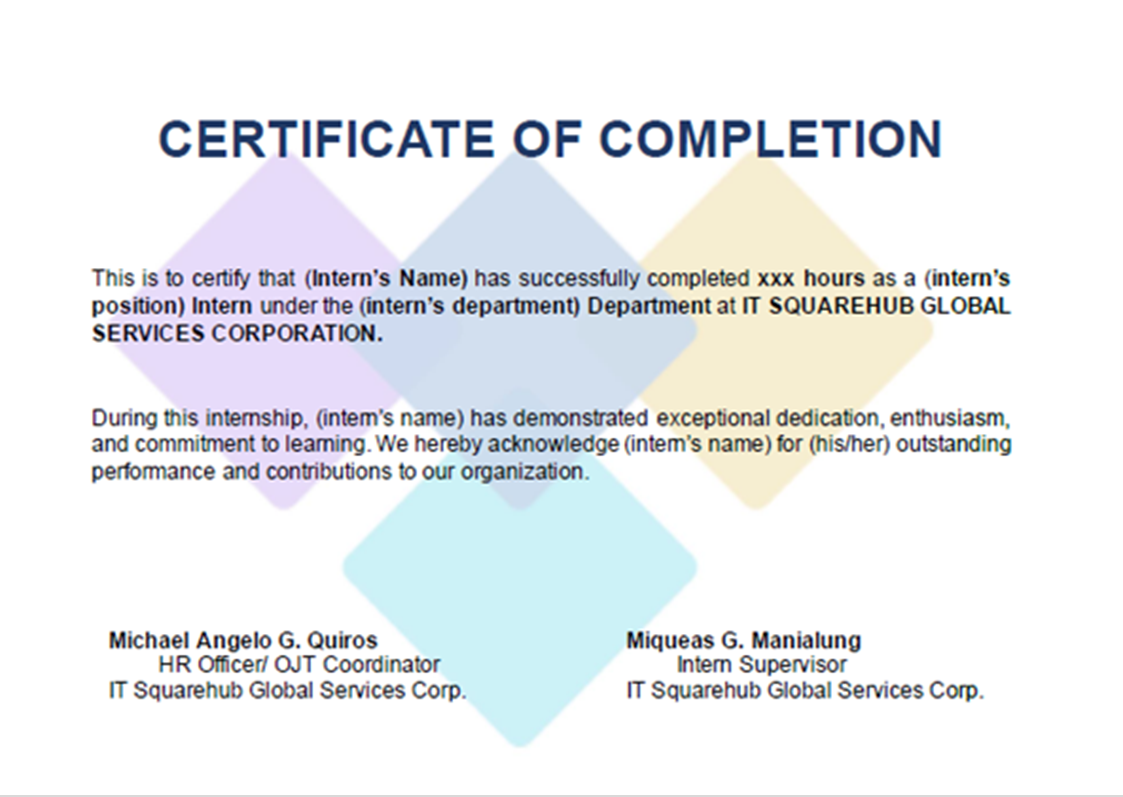 CERTIFICATE OF COMPLETION
This is to certify that (Intern's Name) has successfully completed xxx hours as a (intern's
position) Intern under the (intern's department) Department at IT SQUAREHUB GLOBAL
SERVICES CORPORATION.
During this internship, (intern's name) has demonstrated exceptional dedication, enthusiasm,
and commitment to learning. We hereby acknowledge (intern's name) for (his/her) outstanding
performance and contributions to our organization.
Michael Angelo G. Quiros
HR Officer/ OJT Coordinator
IT Squarehub Global Services Corp.
Miqueas G. Manialung
Intern Supervisor
IT Squarehub Global Services Corp.